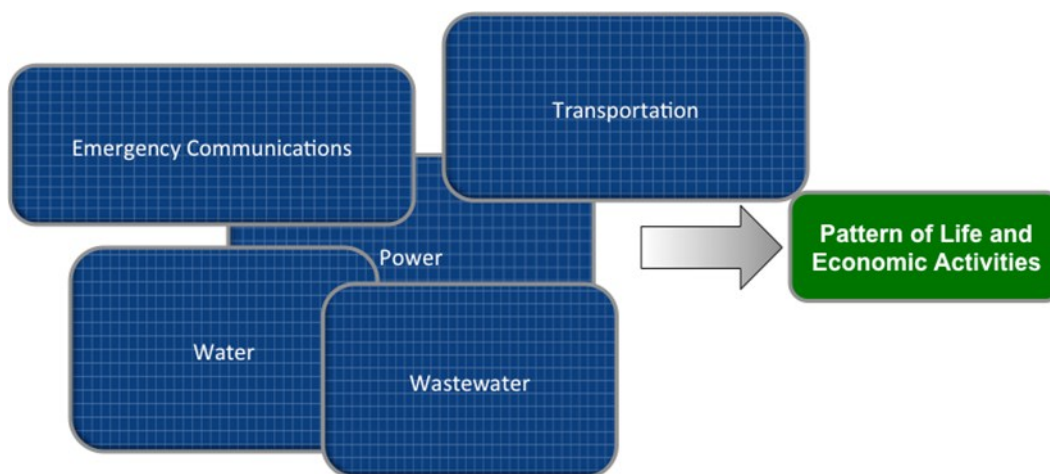 Transportation
Emergency Communications
Power
Pattern of Life and
Economic Activities
Water
Wastewater